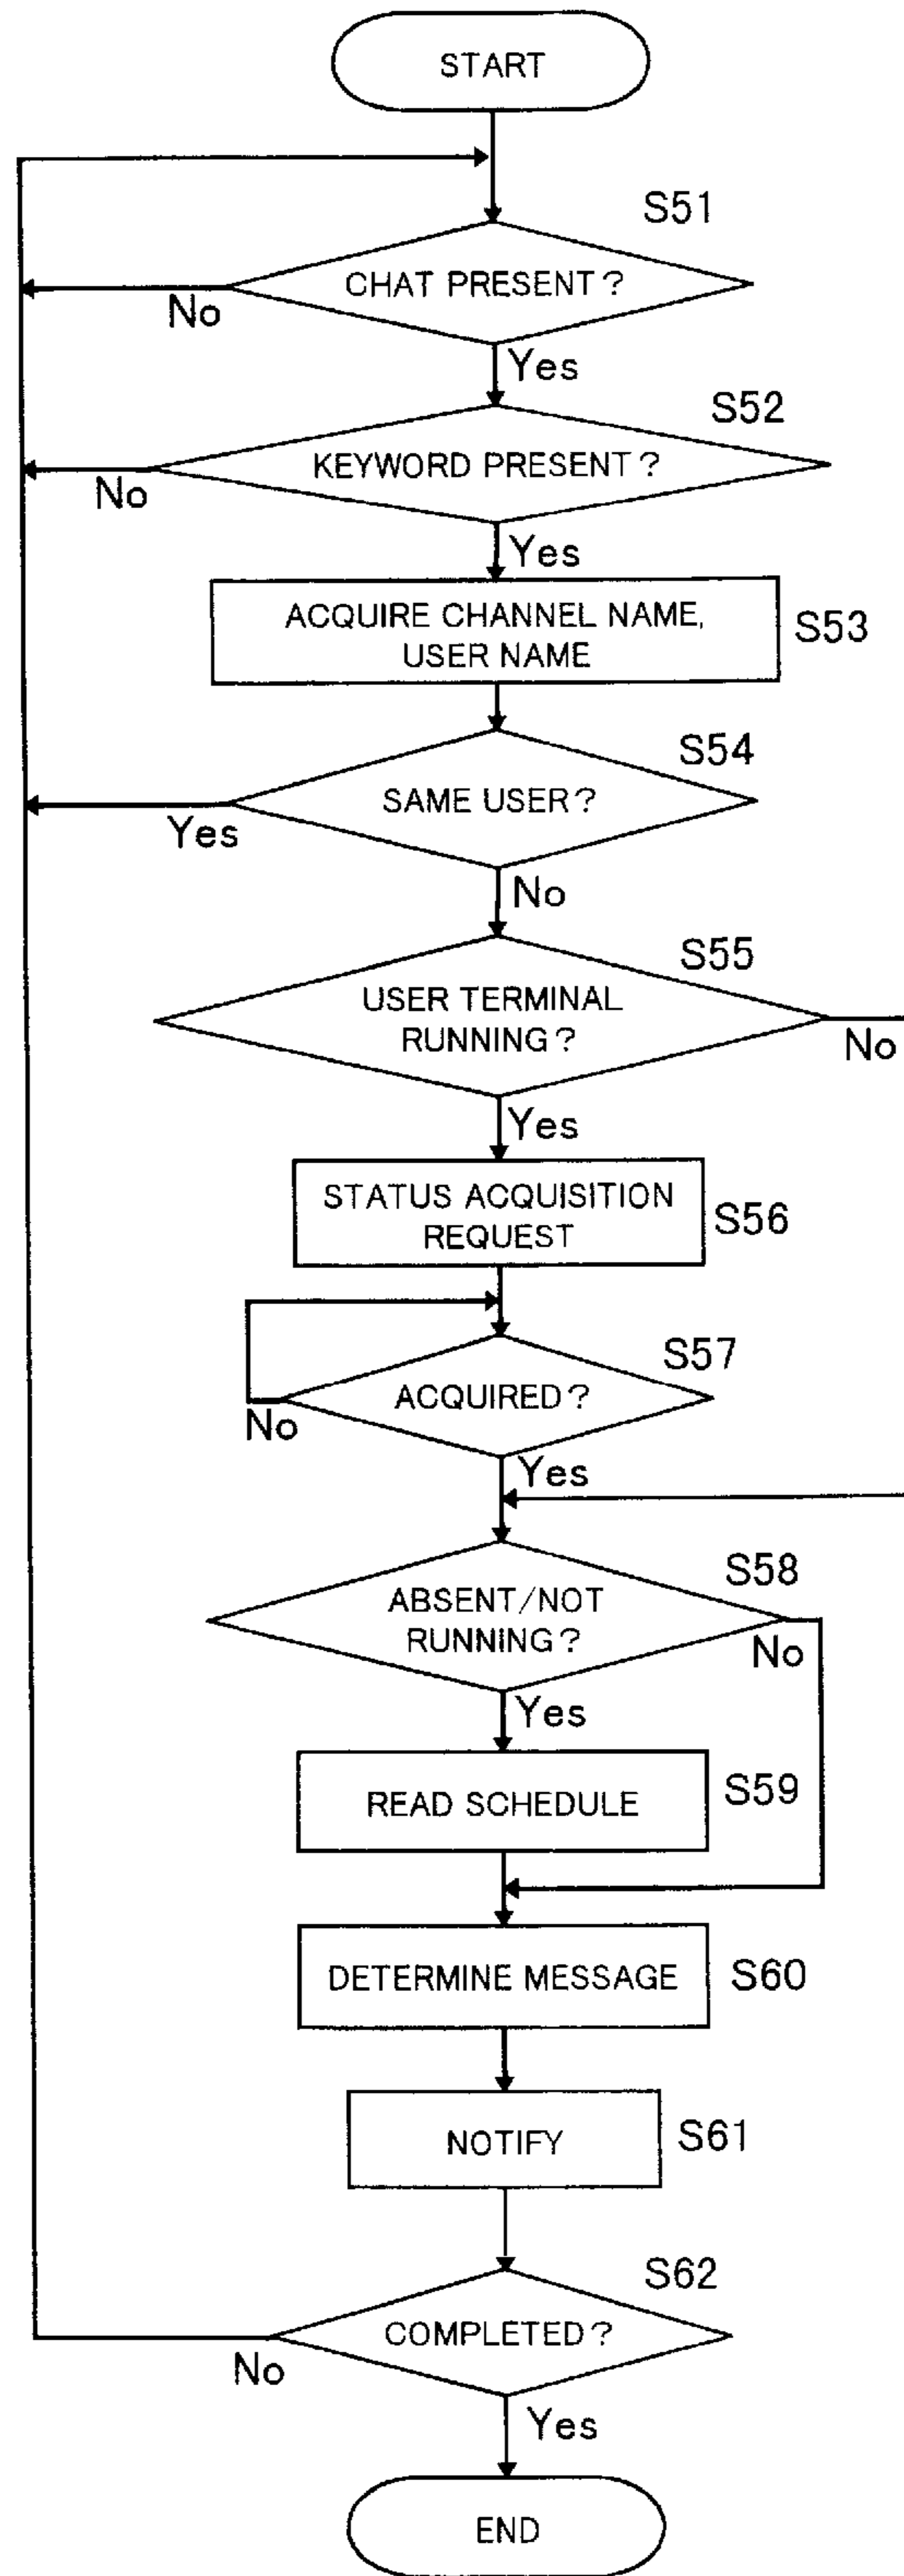 START
S51
CHAT PRESENT?
No
Yes
S52
KEYWORD PRESENT?
No
Yes
ACQUIRE CHANNEL NAME,
USER NAME
S53
S54
SAME USER?
Yes
No
S55
USER TERMINAL
RUNNING?
No
Yes
STATUS ACQUISITION
REQUEST
S56
S57
ACQUIRED?
No
Yes
S58
ABSENT/NOT
RUNNING?
No
Yes
READ SCHEDULE
S59
DETERMINE MESSAGE
S60
NOTIFY
S61
S62
COMPLETED?
No
Yes
END